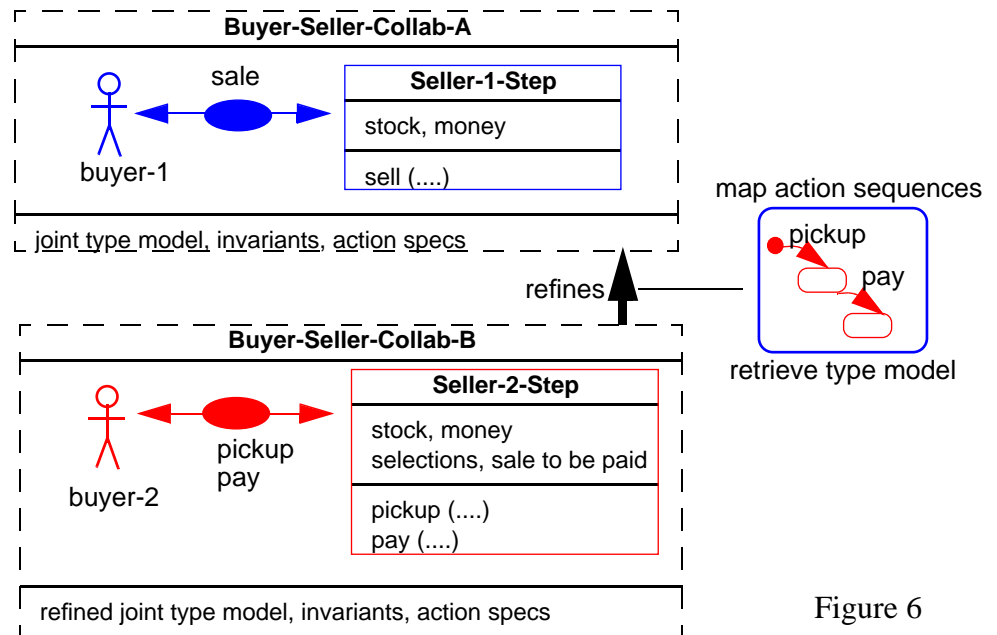 Buyer-Seller-Collab-A
sale
Seller-1-Step
stock, money
buyer-1
sell (....)
joint type model, invariants, action specs
map action sequences
pickup
pay
retrieve type model
refines
Buyer-Seller-Collab-B
Seller-2-Step
stock, money
selections, sale to be paid
pickup
pay
buyer-2
pickup (....)
pay (....)
refined joint type model, invariants, action specs
Figure 6